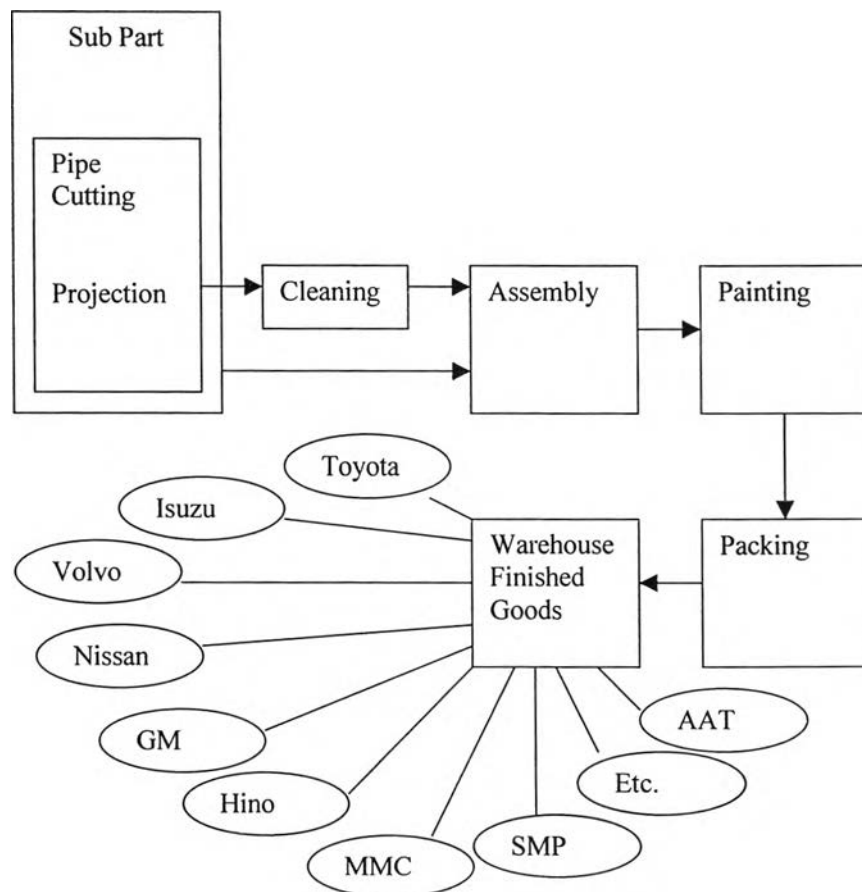 Sub Part
Pipe
Cutting
Projection
Cleaning
Assembly
Painting
Toyota
Isuzu
Volvo
Nissan
GM
Hino
MMC
SMP
Etc.
AAT
Warehouse
Finished
Goods
Packing